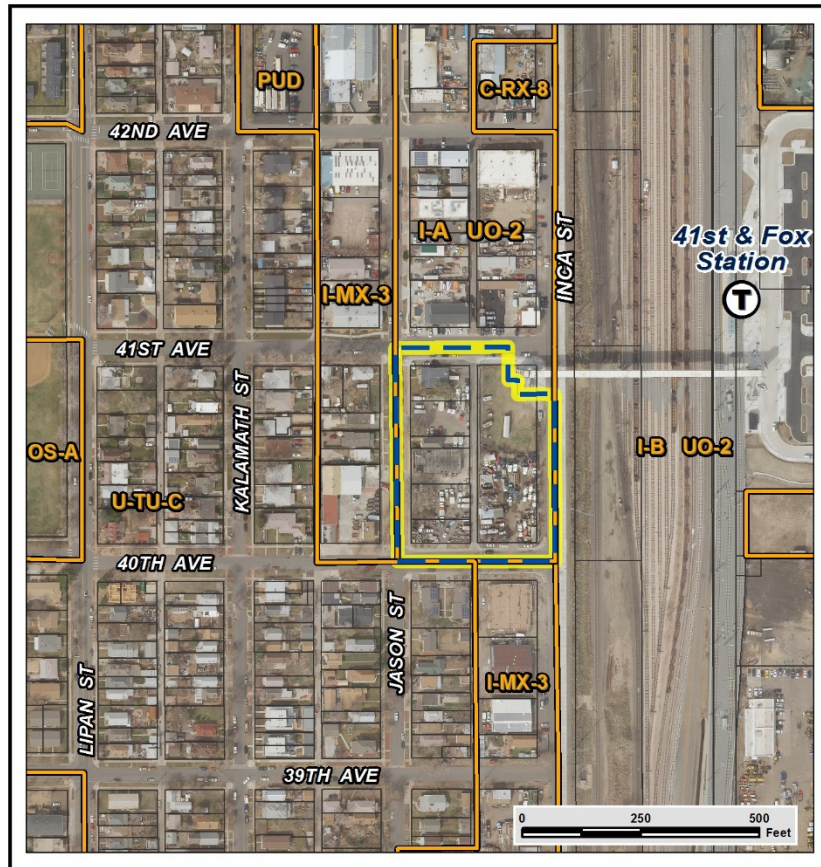 PUD
C-RX-8
42ND AVE
I-A UO-2
INCA ST
41st & Fox
Station
T
I-MX-3
41ST AVE
KALAMATH ST
OS-A
U-TU-C
I-B UO-2
40TH AVE
LIPAN ST
JASON ST
I-MX-3
39TH AVE
0 250 500
Feet